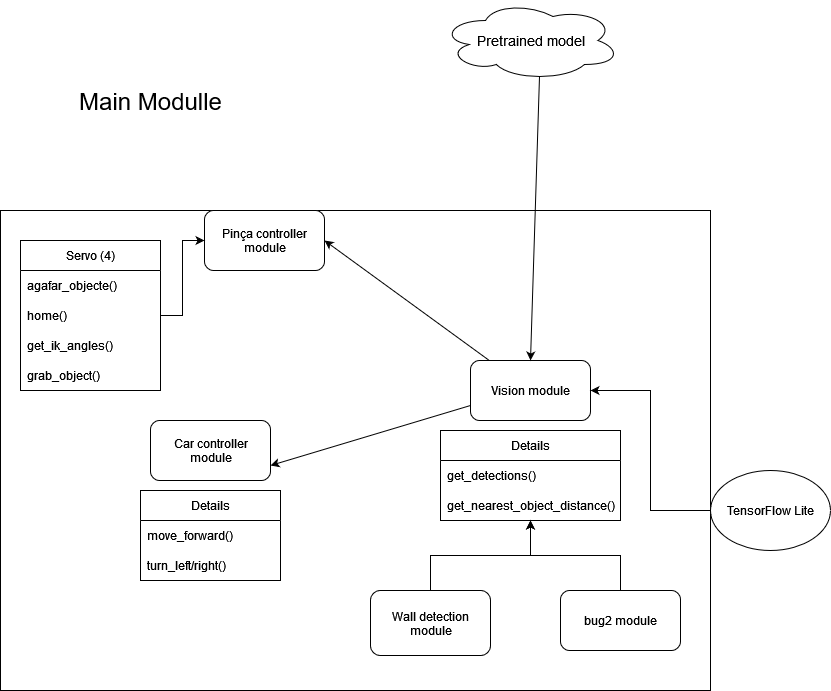 Pretrained model
Main Modulle
Pinça controller
module
Servo (4)
agafar_objecte()
home()
get_ik_angles()
grab_object()
Vision module
Car controller
module
Details
get_detections()
get_nearest_object_distance()
Details
move_forward()
turn_left/right()
TensorFlow Lite
Wall detection
module
bug2 module